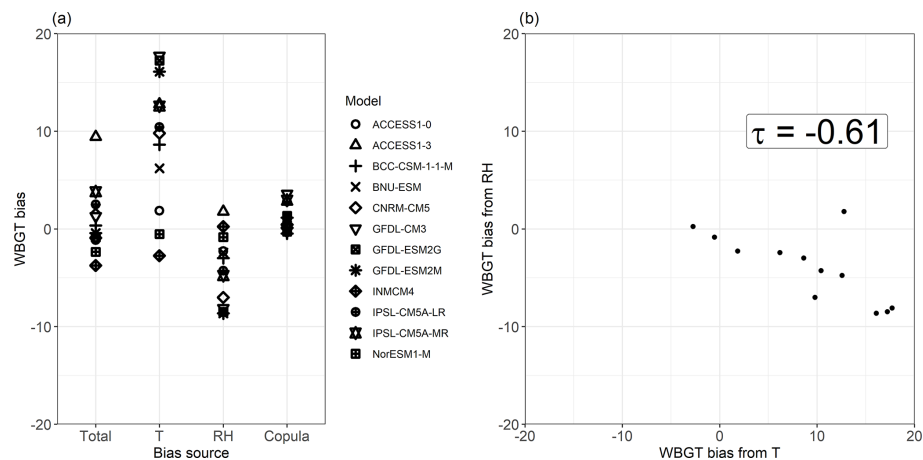 (a)
20
10
0
-10
-20
WBGT bias
Total
T
RH
Copula
Bias source
Model
ACCESS1-0
ACCESS1-3
BCC-CSM-1-1-M
BNU-ESM
CNRM-CM5
GFDL-CM3
GFDL-ESM2G
GFDL-ESM2M
INMCM4
IPSL-CM5A-LR
IPSL-CM5A-MR
NorESM1-M
(b)
20
10
0
-10
-20
WBGT bias from RH
τ = -0.61
-20
-10
0
10
20
WBGT bias from T